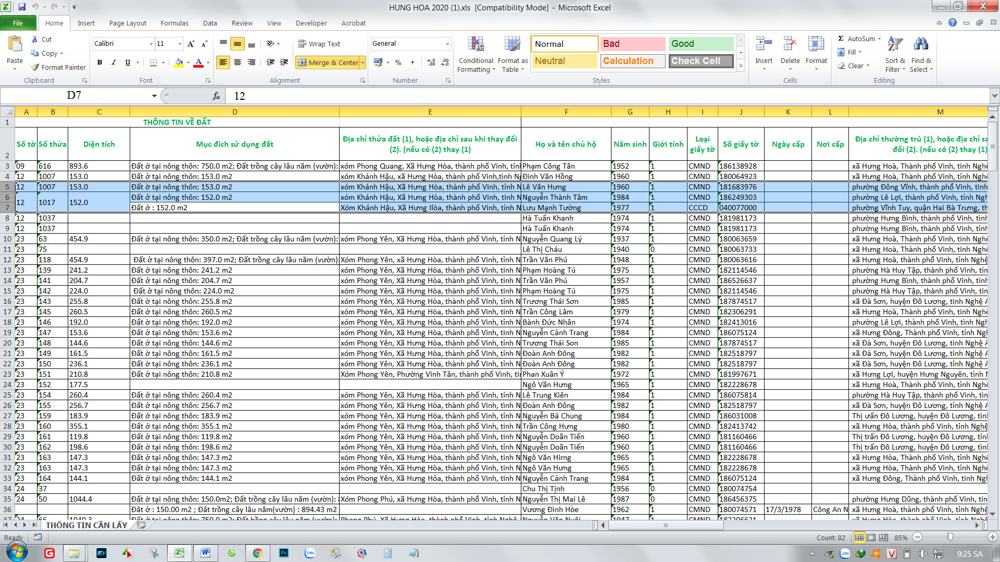 HUNG HOA 2020 (1).xls  [Compatibility Mode]  -  Microsoft Excel
File Home Insert Page Layout Formulas Data Review View Developer Acrobat
Paste Cut Copy Format Painter
Clipboard
Calibri 11
B I U
Font
Wrap Text
Merge & Center
Alignment
General
Number
Conditional Formatting Format as Table
Normal Bad Good
Neutral Calculation Check Cell
Styles
Insert Delete Format
Cells
AutoSum Fill Clear
Sort & Filter Find & Select
Editing
D7 fx 12
A B C D E F G H I J K L M
1 THÔNG TIN VỀ ĐẤT
2 Số tờ Số thửa Diện tích Mục đích sử dụng đất Địa chỉ thửa đất (1), hoặc địa chỉ sau khi thay đổi (2). (nếu có (2) thay (1) Họ và tên chủ hộ Năm sinh Giới tính Loại giấy tờ Số giấy tờ Ngày cấp Nơi cấp Địa chỉ thường trú (1), hoặc địa chỉ sa đổi (2). (nếu có (2) thay (1)
3 09 616 893.6 Đất ở tại nông thôn: 750.0 m2; Đất trồng cây lâu năm (vườn): xóm Phong Quang, Xã Hưng Hòa, thành phố Vinh, tỉn Phạm Công Tân 1952 1 CMND 186138928 xã Hưng Hoà, Thành phố Vinh, tỉnh Nghệ
4 12 1007 153.0 Đất ở tại nông thôn: 153.0 m2 xóm Khánh Hậu, xã Hưng Hòa, thành phố Vinh,tỉnh Ng Đinh Văn Hồng 1960 1 CMND 180064923 xã Hưng Hoà, Thành phố Vinh, tỉnh Nghệ
5 12 1007 153.0 Đất ờ tại nông thôn: 153.0 m2 xóm Khánh Hậu, Xã Hưng Hòa, thành phố Vinh, tỉnh N Lê Văn Hưng 1960 1 CMND 181683976 phường Đông Vĩnh, thành phố Vinh, tỉnh
6 12 1017 152.0 Đất ở tại nông thôn: 152.0 m2 xóm Khánh Hậu, Xã Hưng Hòa, thành phố Vinh, tỉnh N Nguyễn Thành Tâm 1984 1 CMND 186249303 phường Lê Lợi, thành phố Vinh, tỉnh Ngh
7 Đất ở : 152.0 m2 Xóm Khánh Hậu, Xã Hưng Ilòa, thành phố Vinh, tỉnh N Lưu Mạnh Tường 1977 1 CCCD 040077000 phường Vĩnh Tuy, quận Hai Bà Trưng, th
8 12 1037 Hà Tuấn Khanh 1974 1 CMND 181981173 phường Hưng Bình, thành phố Vinh, tỉnh
9 12 1037 Hà Tuấn Khanh 1974 1 CMND 181981173 phường Hưng Bình, thành phố Vinh, tỉnh
10 23 63 454.9 Đất ở tại nông thôn: 350.0 m2; Đất trồng cây lâu năm (vườn): xóm Phong Yên, Xã Hưng Hòa, thành phố Vinh, tỉnh N Nguyễn Quang Lý 1937 1 CMND 180063659 xã Hưng Hoà, Thành phố Vinh, tỉnh Nghệ
11 23 75 Lê Thị Cháu 1940 0 CMND 180063733 xã Hưng Hoà, thành phố Vinh, tỉnh Nghệ
12 23 118 454.9 Đất ở tại nông thôn: 397.0 m2; Đất trồng cây lâu năm (vườn): Xóm Phong Yên, xã Hưng Hòa, thành phố Vinh, tỉnh N Trần Văn Phú 1948 1 CMND 180063616 xã Hưng Hoà, thành phố Vinh, tỉnh Nghệ
13 23 139 241.2 Đất ở tại nông thôn: 241.2 m2 xóm Phong Yên, Xã Hưng Hòa, thành phố Vinh, tỉnh N Phạm Hoàng Tú 1975 1 CMND 182114546 phường Hà Huy Tập, thành phố Vinh, tỉn
14 23 141 204.7 Đất ở tại nông thôn: 204.7 m2 xóm Phong Yên, Xã Hưng Hòa, thành phố Vinh, tỉnh N Trần Văn Phú 1957 1 CMND 186526637 phường Hưng Bình, thành phố Vinh, tỉnh
15 23 142 224.0 Đất ở tại nông thôn: 224.0 m2 xóm Phong Yên, Xã Hưng Hòa, thành phố Vinh, tỉnh N Phạm Hoàng Tú 1975 1 CMND 182114546 phường Hà Huy Tập, thành phố Vinh, tỉn
16 23 143 255.8 Đất ờ tại nông thôn: 255.8 m2 xóm Phong Yên, Xã Hưng Hòa, thành phố Vinh, tỉnh N Trương Thái Sơn 1985 1 CMND 187874517 xã Đà Sơn, huyện Đô Lương, tỉnh Nghệ A
17 23 145 260.5 Đất ờ tại nông thôn: 260.5 m2 xóm Phong Yên, Xã Hưng Hòa, thành phố Vinh, tỉnh N Trần Công Lâm 1979 1 CMND 182306291 xã Hưng Hoà, Thành phố Vinh, tỉnh Nghệ
18 23 146 192.0 Đất ờ tại nông thôn: 192.0 m2 xóm Phong Yên, Xã Hưng Hòa, thành phố Vinh, tỉnh N Bành Đức Nhân 1974 1 CMND 182413016 phường Lê Lợi, thành phố Vinh, tỉnh Ngh
19 23 147 153.6 Đất ở tại nông thôn: 153.6 m2 xóm Phong Yên, Xã Hưng Hòa, thành phố Vinh, tỉnh N Nguyễn Cảnh Trang 1984 1 CMND 186075124 xã Hưng Đông, Thành phố Vinh, tỉnh Ngh
20 23 148 144.6 Đất ở tại nông thôn: 144.6 m2 xóm Phong Yên, Xã Hưng Hòa, thành phố Vinh, tỉnh N Trương Thái Son 1985 1 CMND 187874517 xã Đà Sơn, huyện Đô Lương, tỉnh Nghệ A
21 23 149 161.5 Đất ờ tại nông thôn: 161.5 m2 xóm Phong Yên, Xã Hưng Hòa, thành phố Vinh, tỉnh N Đoàn Anh Đông 1982 1 CMND 182518797 xã Đà Sơn, huyện Đô Lương, tỉnh Nghệ A
22 23 150 236.1 Đất ở tại nông thôn: 236.1 m2 xóm Phong Yên, Xã Hưng Hòa, thành phố Vinh, tỉnh N Đoàn Anh Đông 1982 1 CMND 182518797 xã Đà Sơn, huyện Đô Lương, tỉnh Nghệ A
23 23 151 210.8 Đất ở tại nông thôn: 210.8 m2 Xóm Phong Yên, Phường Vinh Tân, thành phố Vinh, tỉ Phan Xuân Ý 1972 1 CMND 181997671 xã Hưng Lợi, huyện Hưng Nguyên, tỉnh N
24 23 152 177.5 Ngô Văn Hưng 1965 1 CMND 182228678 xã Hưng Hoà, Thành phố Vinh, tỉnh Nghệ
25 23 154 260.4 Đất ở tại nông thôn: 260.4 m2 xóm Phong Yên, Xã Hưng Hòa, thành phố Vinh, tỉnh N Lê Trung Kiên 1984 1 CMND 186075814 phường Hà Huy Tập, thành phố Vinh, tỉn
26 23 155 256.7 Đất ở tại nông thôn: 256.7 m2 xóm Phong Yên, Xã Hưng Hòa, thành phố Vinh, tỉnh N Đoàn Anh Đông 1982 1 CMND 182518797 xã Đà Sơn, huyện Đô Lương, tỉnh Nghệ A
27 23 159 183.9 Đất ở tại nông thôn: 183.9 m2 xóm Phong Yên, Xã Hưng Hòa, thành phố Vinh, tỉnh N Nguyễn Bá Chung 1984 1 CMND 186031008 Thị ưấn Đô Lương, huyện Đô Lương, tỉnh
28 23 160 355.1 Đất ở tại nông thôn: 355.1 m2 xóm Phong Yên, Xã Hưng Hòa, thành phố Vinh, tỉnh N Trần Công Hưng 1980 1 CMND 182413742 xã Hưng Hòa, Thành phố Vinh, tỉnh Nghệ
29 23 161 119.8 Đất ở tại nông thôn: 119.8 m2 xóm Phong Yên, Xã Hưng Hòa, thành phố Vinh, tỉnh N Nguyễn Doãn Tiến 1960 1 CMND 181160466 Thị trấn Đô Lương, huyện Đô Lương, tỉnh
30 23 162 198.6 Đất ở tại nông thôn: 198.6 m2 xóm Phong Yên, Xã Hưng Hòa, thành phố Vinh, tỉnh N Nguyễn Doãn Tiến 1960 1 CMND 181160466 Thị trấn Đô Lương, huyện Đô Lương, tỉnh
31 23 163 147.3 Đất ở tại nông thôn: 147.3 m2 xóm Phong Yên, Xã Hưng Hòa, thành phố Vinh, tỉnh N Ngô Văn Hirng 1965 1 CMND 182228678 xã Hưng Hòa, Thành phố Vinh, tỉnh Nghệ
32 23 163 147.3 Đất ờ tại nông thôn: 147.3 m2 xóm Phong Yên, Xã Hưng Hòa, thành phố Vinh, tỉnh N Ngô Văn Hưng 1965 1 CMND 182228678 xã Hưng Hòa, Thành phố Vinh, tỉnh Nghệ
33 23 164 144.1 Đất ở tại nông thôn: 144.1 m2 xóm Phong Yên, Xã Hưng Hỏa, thành phố Vinh, tỉnh N Nguyễn Cảnh Trang 1984 1 CMND 186075124 xã Hưng Đông, Thành phố Vinh, tỉnh Ngh
34 24 37 Chu Thị Tịnh 1956 0 CMND 180074754
35 24 50 1044.4 Đất ờ tại nông thôn: 150.0m2; Đất trồng cây lâu năm (vườn): Xóm Phong Phú, xã Hưng Hòa, thành phố Vinh, tỉnh N Nguyễn Thị Mai Lê 1987 0 CMND 186456375 phường Hưng Dũng, thành phố Vinh, tỉn
36 Đất ở : 150.00 m2 ; Đât trồng cây lâu năm(vườn) : 894.43 m2 Vương Đình Hòe 1962 1 CMND 180074571 17/3/1978 Công An N xã Hưng Hoà, Thành phố Vinh, tỉnh Nghệ
THÔNG TIN CẦN LẤY
Ready Count: 82 85%
9:25 SA